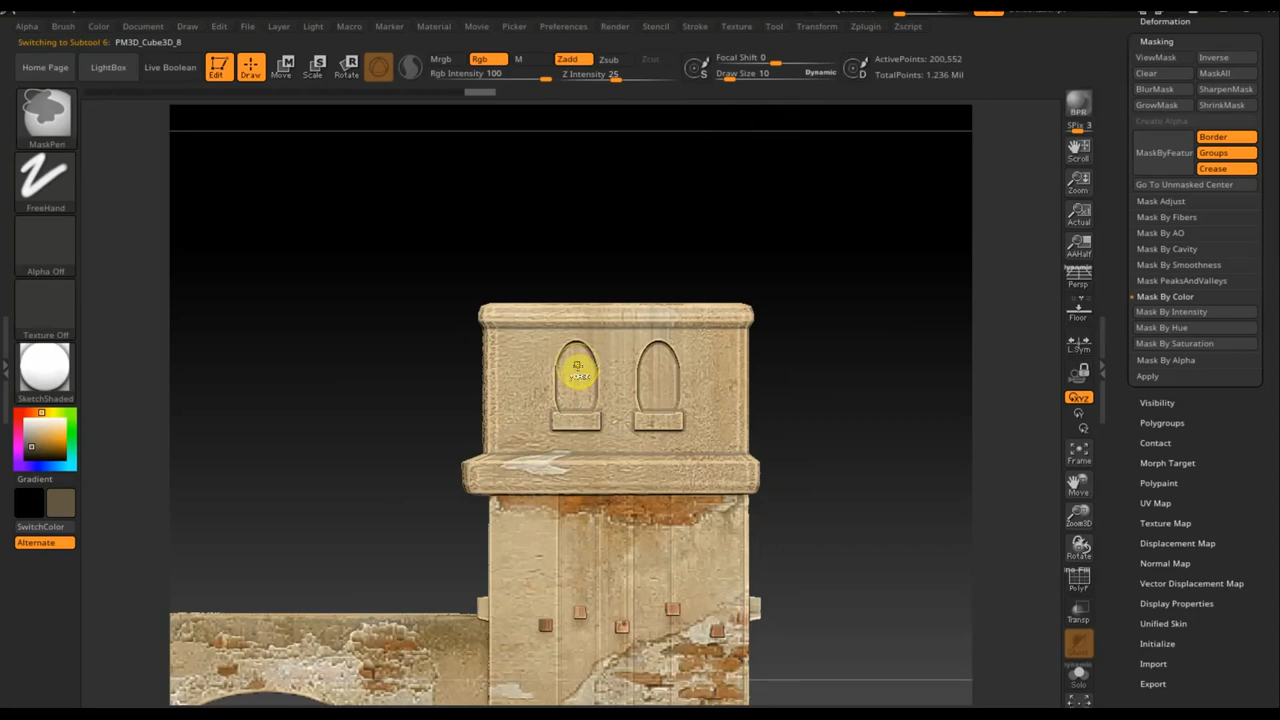 Alpha Brush Color Document Draw Edit File Layer Light Macro Marker Material Movie Picker Preferences Render Stencil Stroke Texture Tool Transform Zplugin Zscript
Switching to Subtool 6: PM3D_Cube3D_8
Home Page
LightBox
Live Boolean
Edit
Draw
Move
Scale
Rotate
Mrgb
Rgb
M
Rgb Intensity 100
Zadd
Zsub
Zcut
Z Intensity 25
S
Focal Shift 0
Draw Size 10
Dynamic
D
ActivePoints: 200,552
TotalPoints: 1.236 Mil
MaskPen
FreeHand
Alpha Off
Texture Off
SketchShaded
Gradient
SwitchColor
Alternate
BPR
SPix 3
Scroll
Zoom
Actual
AAHalf
Dynamic
Persp
Floor
L.Sym
XYZ
Frame
Move
Zoom3D
Rotate
PolyF
Transp
Ghost
Dynamic
Solo
Deformation
Masking
ViewMask
Inverse
Clear
MaskAll
BlurMask
SharpenMask
GrowMask
ShrinkMask
Create Alpha
MaskByFeatur
Border
Groups
Crease
Go To Unmasked Center
Mask Adjust
Mask By Fibers
Mask By AO
Mask By Cavity
Mask By Smoothness
Mask PeaksAndValleys
Mask By Color
Mask By Intensity
Mask By Hue
Mask By Saturation
Mask By Alpha
Apply
Visibility
Polygroups
Contact
Morph Target
Polypaint
UV Map
Texture Map
Displacement Map
Normal Map
Vector Displacement Map
Display Properties
Unified Skin
Initialize
Import
Export